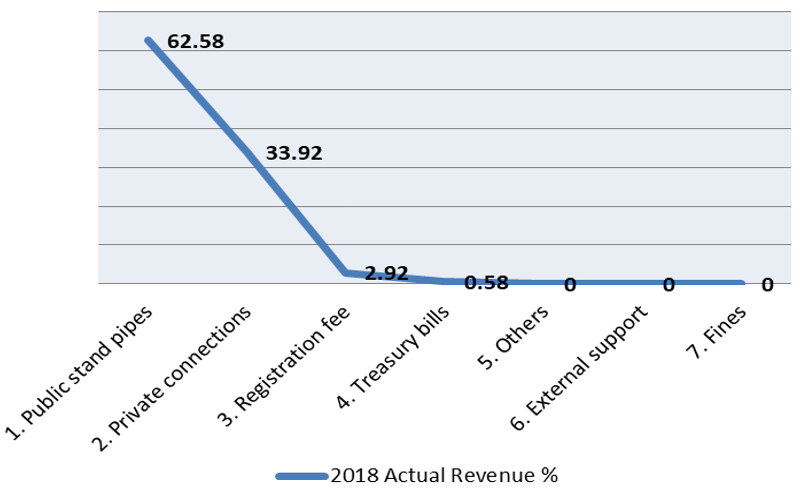 62.58
33.92
2.92
0.58
0
0
0
1. Public stand pipes
2. Private connections
3. Registration fee
4. Treasury bills
5. Others
6. External support
7. Fines
2018 Actual Revenue %